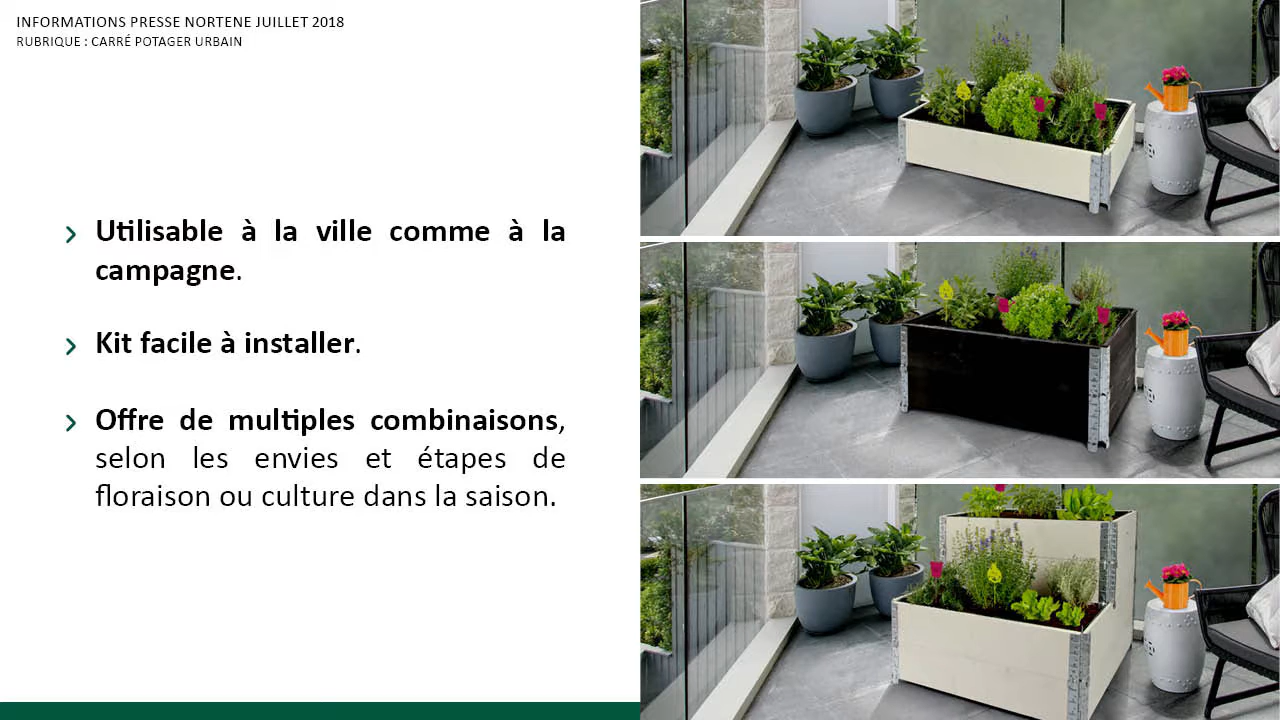 INFORMATIONS PRESSE NORTENE JUILLET 2018
RUBRIQUE : CARRÉ POTAGER URBAIN
Utilisable à la ville comme à la
campagne.
Kit facile à installer.
Offre de multiples combinaisons,
selon les envies et étapes de
floraison ou culture dans la saison.